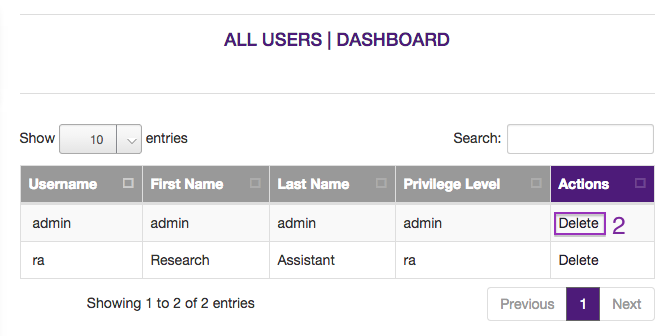 ALL USERS | DASHBOARD
Show 10 entries Search:
Username First Name Last Name Privilege Level Actions
admin admin admin admin Delete 2
ra Research Assistant ra Delete
Showing 1 to 2 of 2 entries Previous 1 Next